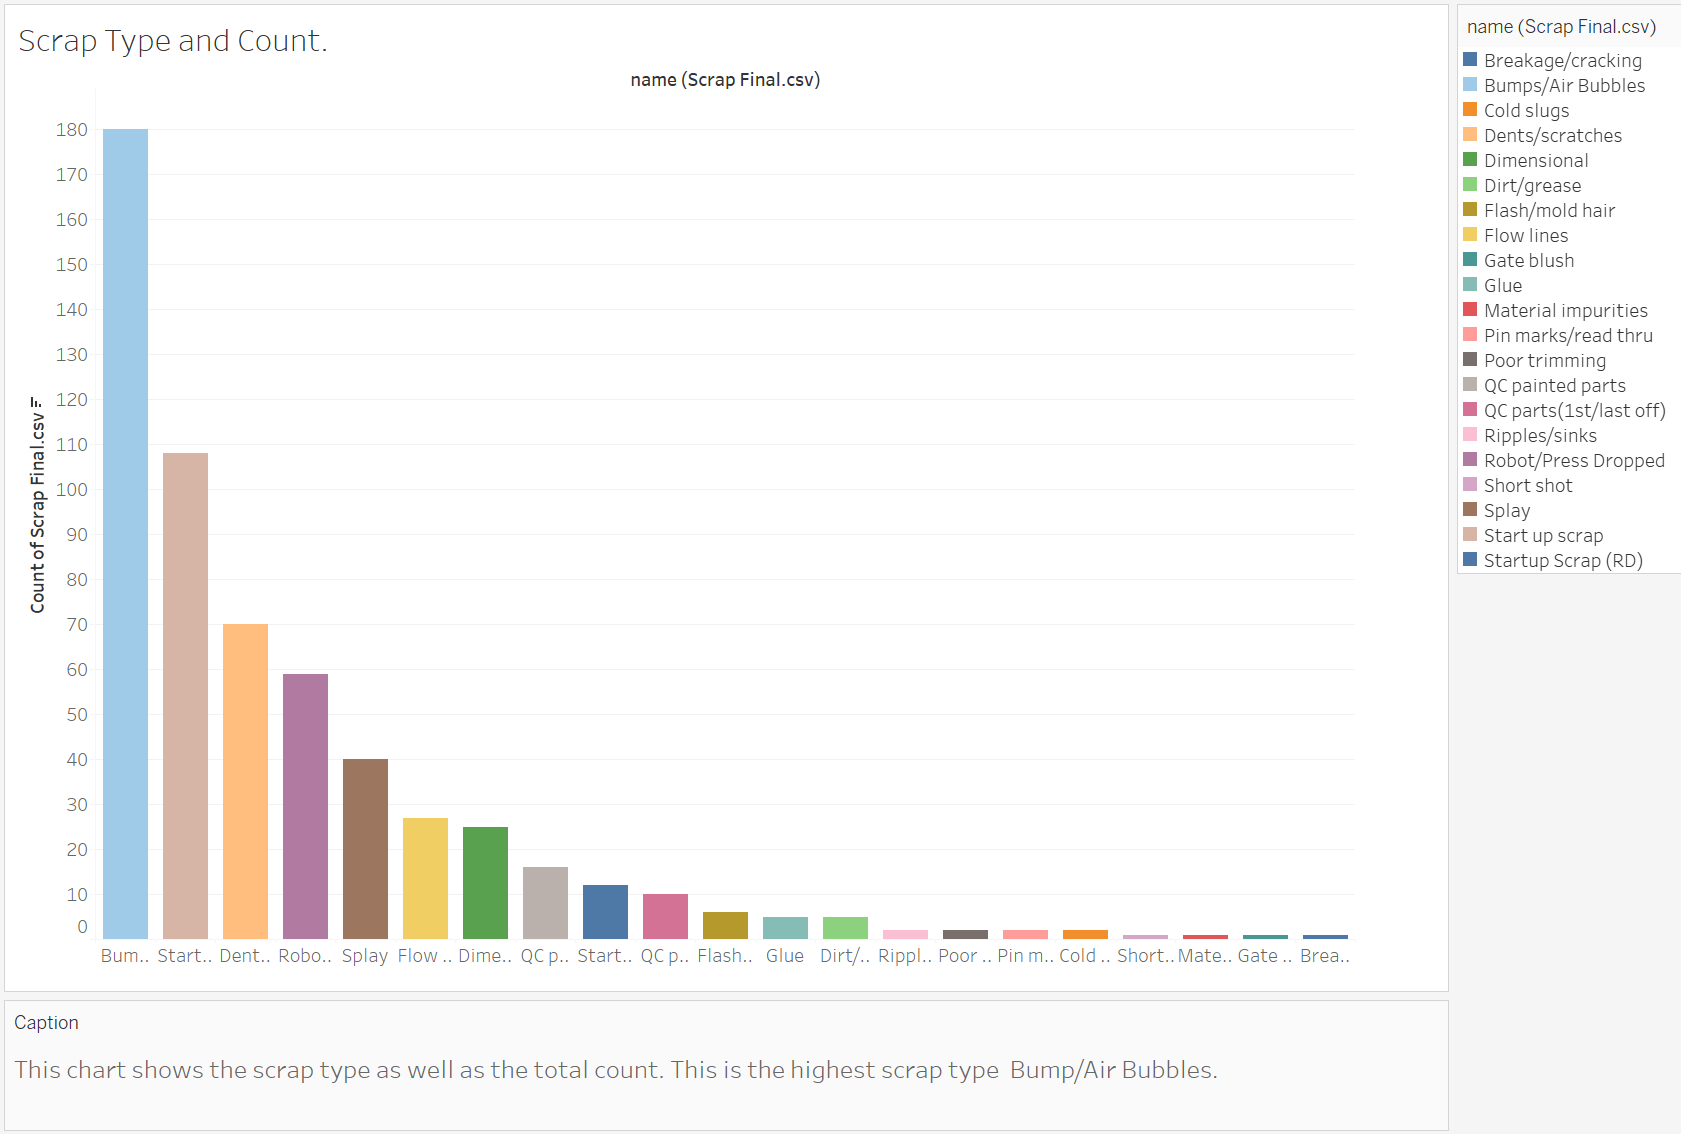 Scrap Type and Count.
name (Scrap Final.csv)
Count of Scrap Final.csv
180
170
160
150
140
130
120
110
100
90
80
70
60
50
40
30
20
10
0
Bum.. Start.. Dent.. Robo.. Splay Flow .. Dime.. QC p.. Start.. QC p.. Flash.. Glue Dirt/.. Rippl.. Poor .. Pin m.. Cold .. Short.. Mate.. Gate .. Brea..
name (Scrap Final.csv)
Breakage/cracking
Bumps/Air Bubbles
Cold slugs
Dents/scratches
Dimensional
Dirt/grease
Flash/mold hair
Flow lines
Gate blush
Glue
Material impurities
Pin marks/read thru
Poor trimming
QC painted parts
QC parts(1st/last off)
Ripples/sinks
Robot/Press Dropped
Short shot
Splay
Start up scrap
Startup Scrap (RD)
Caption
This chart shows the scrap type as well as the total count. This is the highest scrap type  Bump/Air Bubbles.